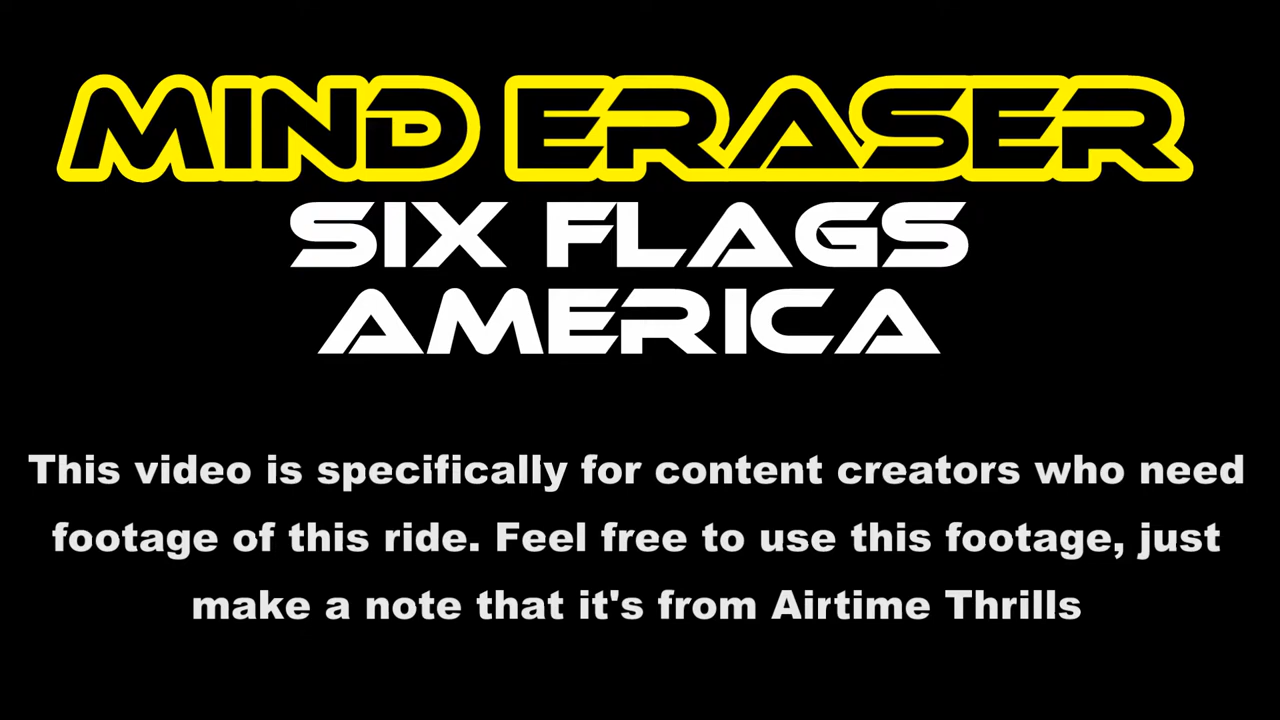 MIND ERASER
SIX FLAGS
AMERICA
This video is specifically for content creators who need
footage of this ride. Feel free to use this footage, just
make a note that it's from Airtime Thrills